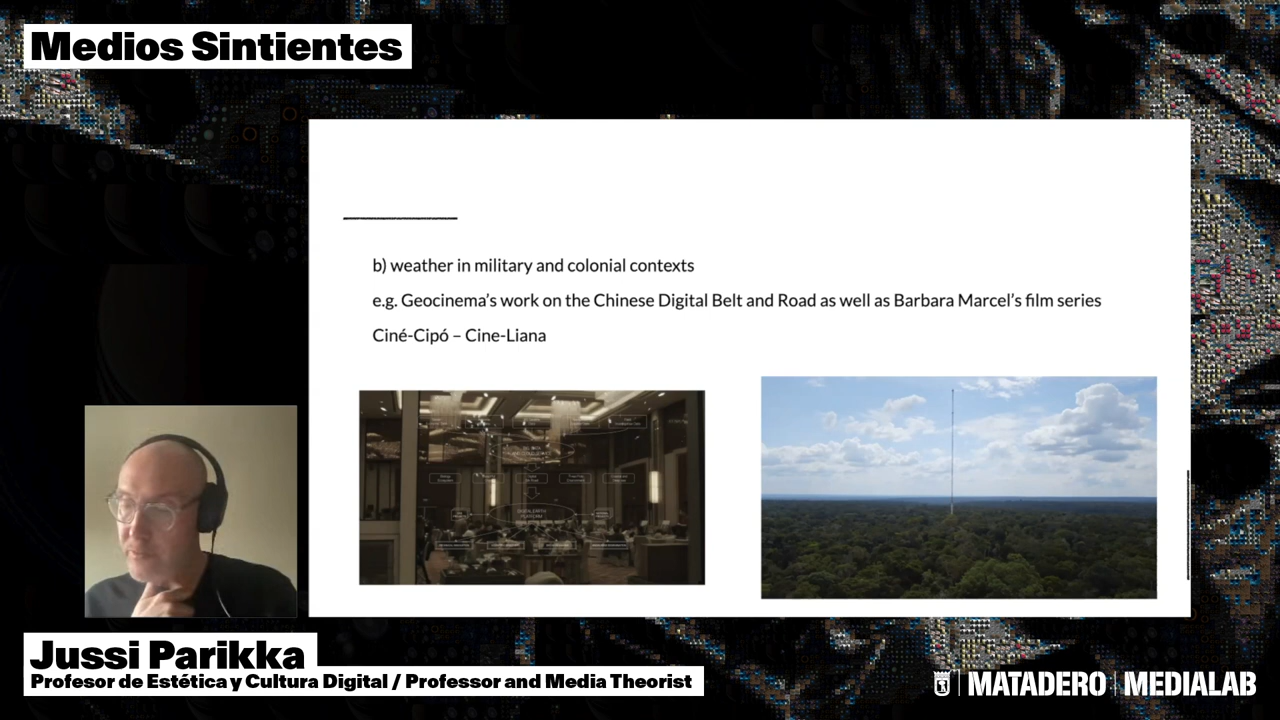 Medios Sintientes
b) weather in military and colonial contexts
e.g. Geocinema's work on the Chinese Digital Belt and Road as well as Barbara Marcel's film series
Ciné-Cipó – Cine-Liana
Jussi Parikka
Profesor de Estética y Cultura Digital / Professor and Media Theorist
MATADERO
MEDIALAB